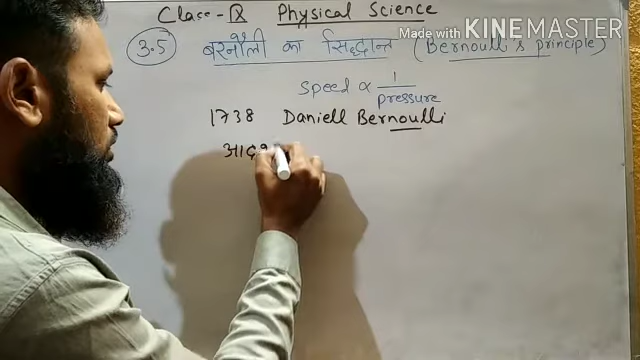 Class-IX Physical Science
Made with KINEMASTER
3.5 बरनौली का सिद्धान्त (Bernoulli's principle)
Speed ∝ 1/pressure
1738 Daniell Bernoulli